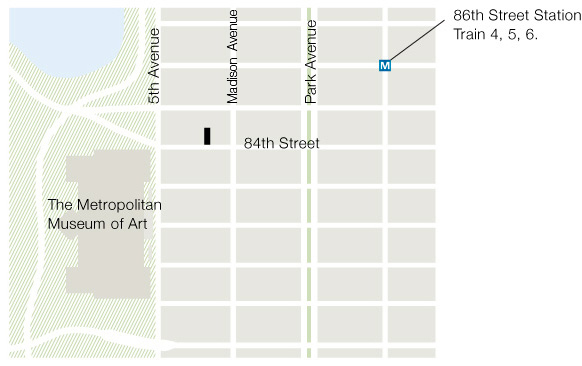 86th Street Station
Train 4, 5, 6.
5th Avenue
Madison Avenue
Park Avenue
M
84th Street
The Metropolitan
Museum of Art